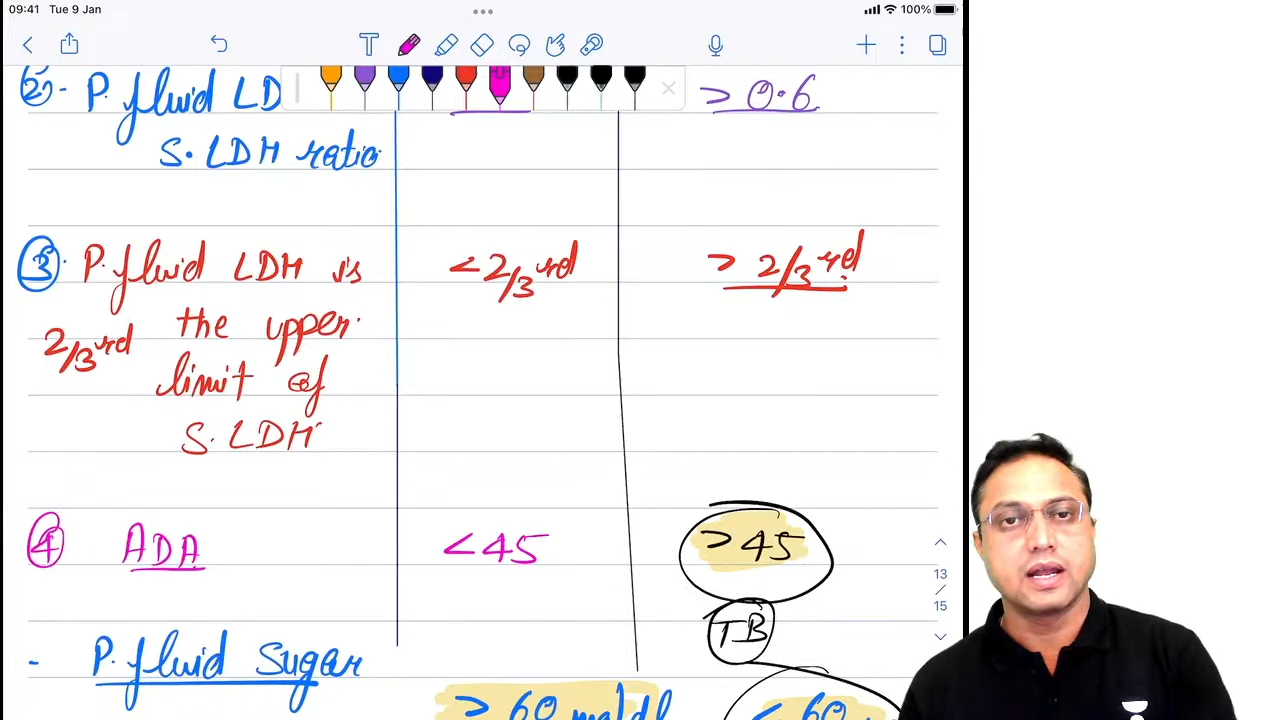 09:41 Tue 9 Jan
100%
T
2 P. fluid LD > 0.6
S. LDH ratio
3 P. fluid LDH is < 2/3rd > 2/3rd
2/3rd the upper
limit of
S. LDH
4 ADA < 45 > 45
13
/
15
TB
- P. fluid Sugar
> 60 mg/dl < 60